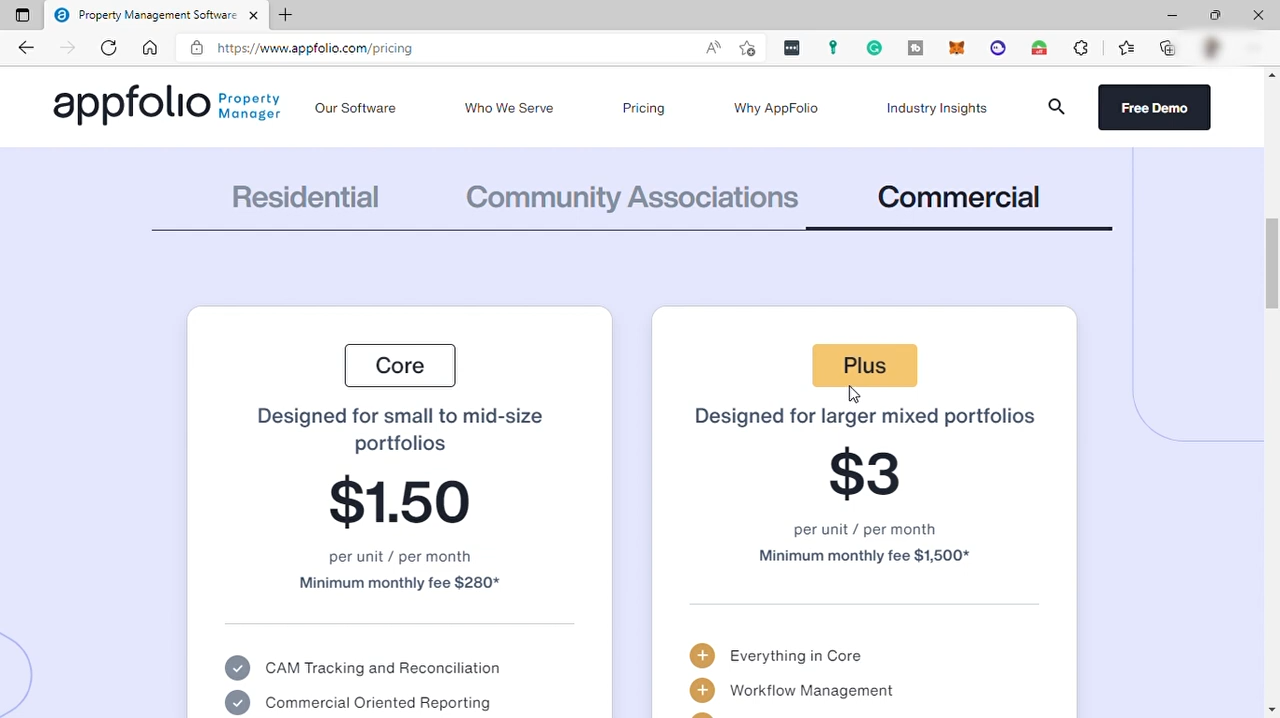 Property Management Software
https://www.appfolio.com/pricing
appfolio Property Manager
Our Software
Who We Serve
Pricing
Why AppFolio
Industry Insights
Free Demo
Residential
Community Associations
Commercial
Core
Designed for small to mid-size
portfolios
$1.50
per unit / per month
Minimum monthly fee $280*
CAM Tracking and Reconciliation
Commercial Oriented Reporting
Plus
Designed for larger mixed portfolios
$3
per unit / per month
Minimum monthly fee $1,500*
Everything in Core
Workflow Management